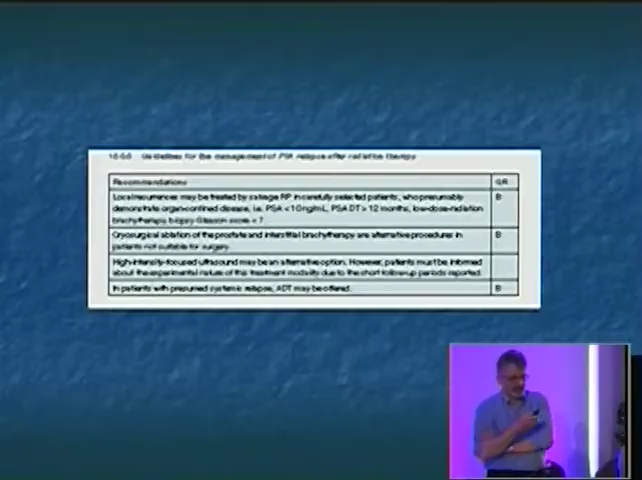 Guidelines for the management of PSA relapse after radiation therapy
Recommendations GR
Local recurrences may be treated by salvage RP in carefully selected patients, who presumably B
demonstrate organ-confined disease, i.e. PSA < 10 ng/mL, PSA DT > 12 months, low-dose-radiation
brachytherapy, biopsy Gleason score < 7.
Cryosurgical ablation of the prostate and interstitial brachytherapy are alternative procedures in B
patients not suitable for surgery.
High-intensity-focused ultrasound may be an alternative option. However, patients must be informed
about the experimental nature of this treatment modality due to the short follow-up periods reported.
In patients with presumed systemic relapse, ADT may be offered. B